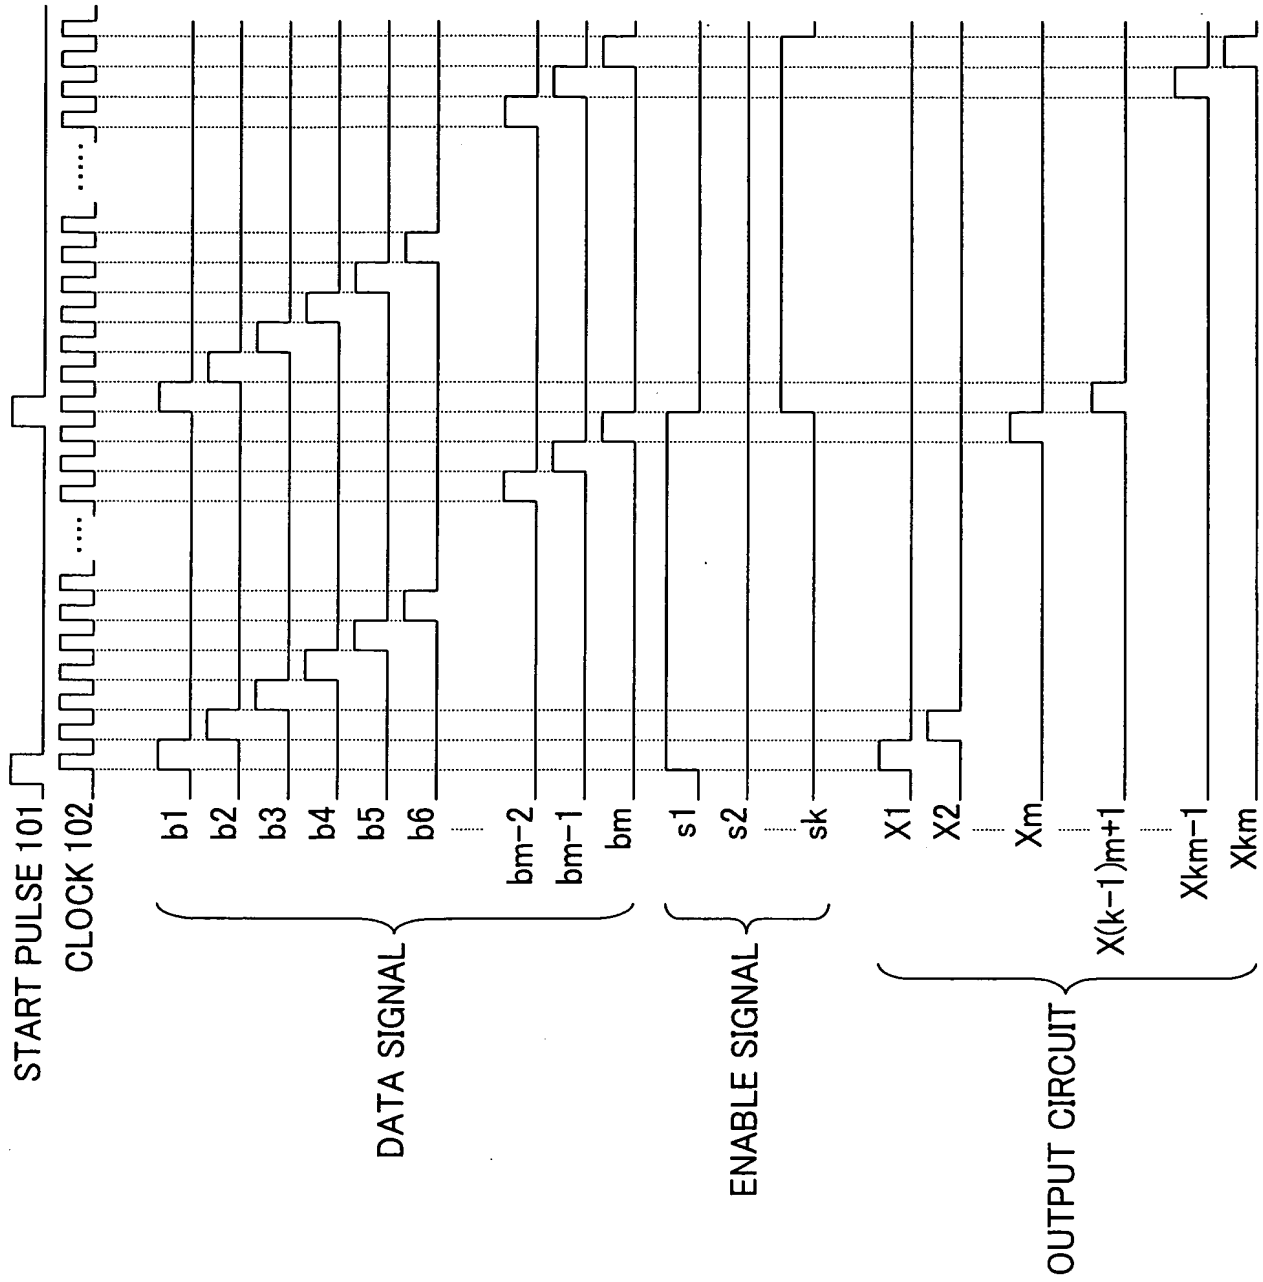 START PULSE 101
CLOCK 102
DATA SIGNAL
b1
b2
b3
b4
b5
b6
bm-2
bm-1
bm
ENABLE SIGNAL
s1
s2
sk
OUTPUT CIRCUIT
X1
X2
Xm
X(k-1)m+1
Xkm-1
Xkm